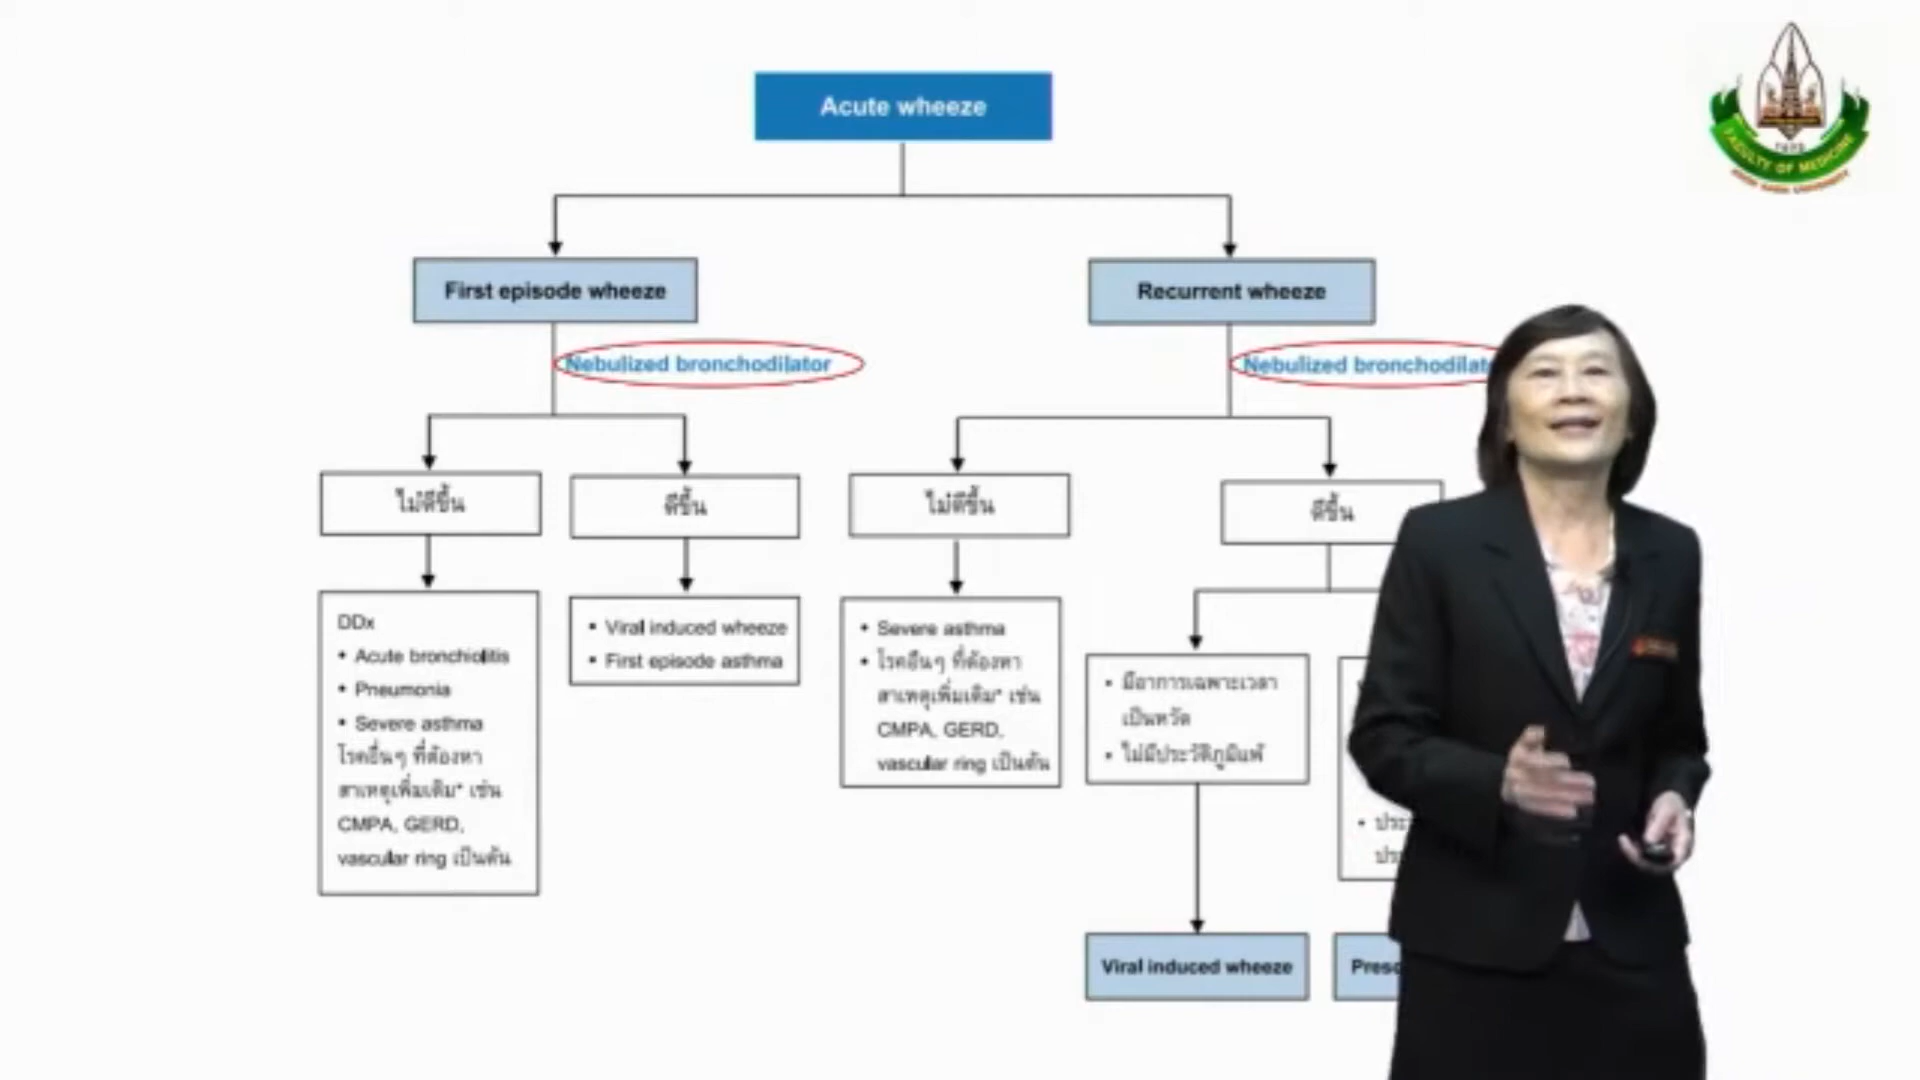 Acute wheeze
FACULTY OF MEDICINE
First episode wheeze
Recurrent wheeze
Nebulized bronchodilator
Nebulized
ไม่ดีขึ้น
ดีขึ้น
ไม่ดีขึ้น
ดีขึ้น
DDx
• Acute bronchiolitis
• Pneumonia
• Severe asthma
โรคอื่นๆ ที่ต้องหา
สาเหตุเพิ่มเติม* เช่น
CMPA, GERD,
vascular ring เป็นต้น
• Viral induced wheeze
• First episode asthma
• Severe asthma
• โรคอื่นๆ ที่ต้องหา
สาเหตุเพิ่มเติม* เช่น
CMPA, GERD,
vascular ring เป็นต้น
• มีอาการเฉพาะเวลา
เป็นหวัด
• ไม่มีประวัติภูมิแพ้
Viral induced wheeze